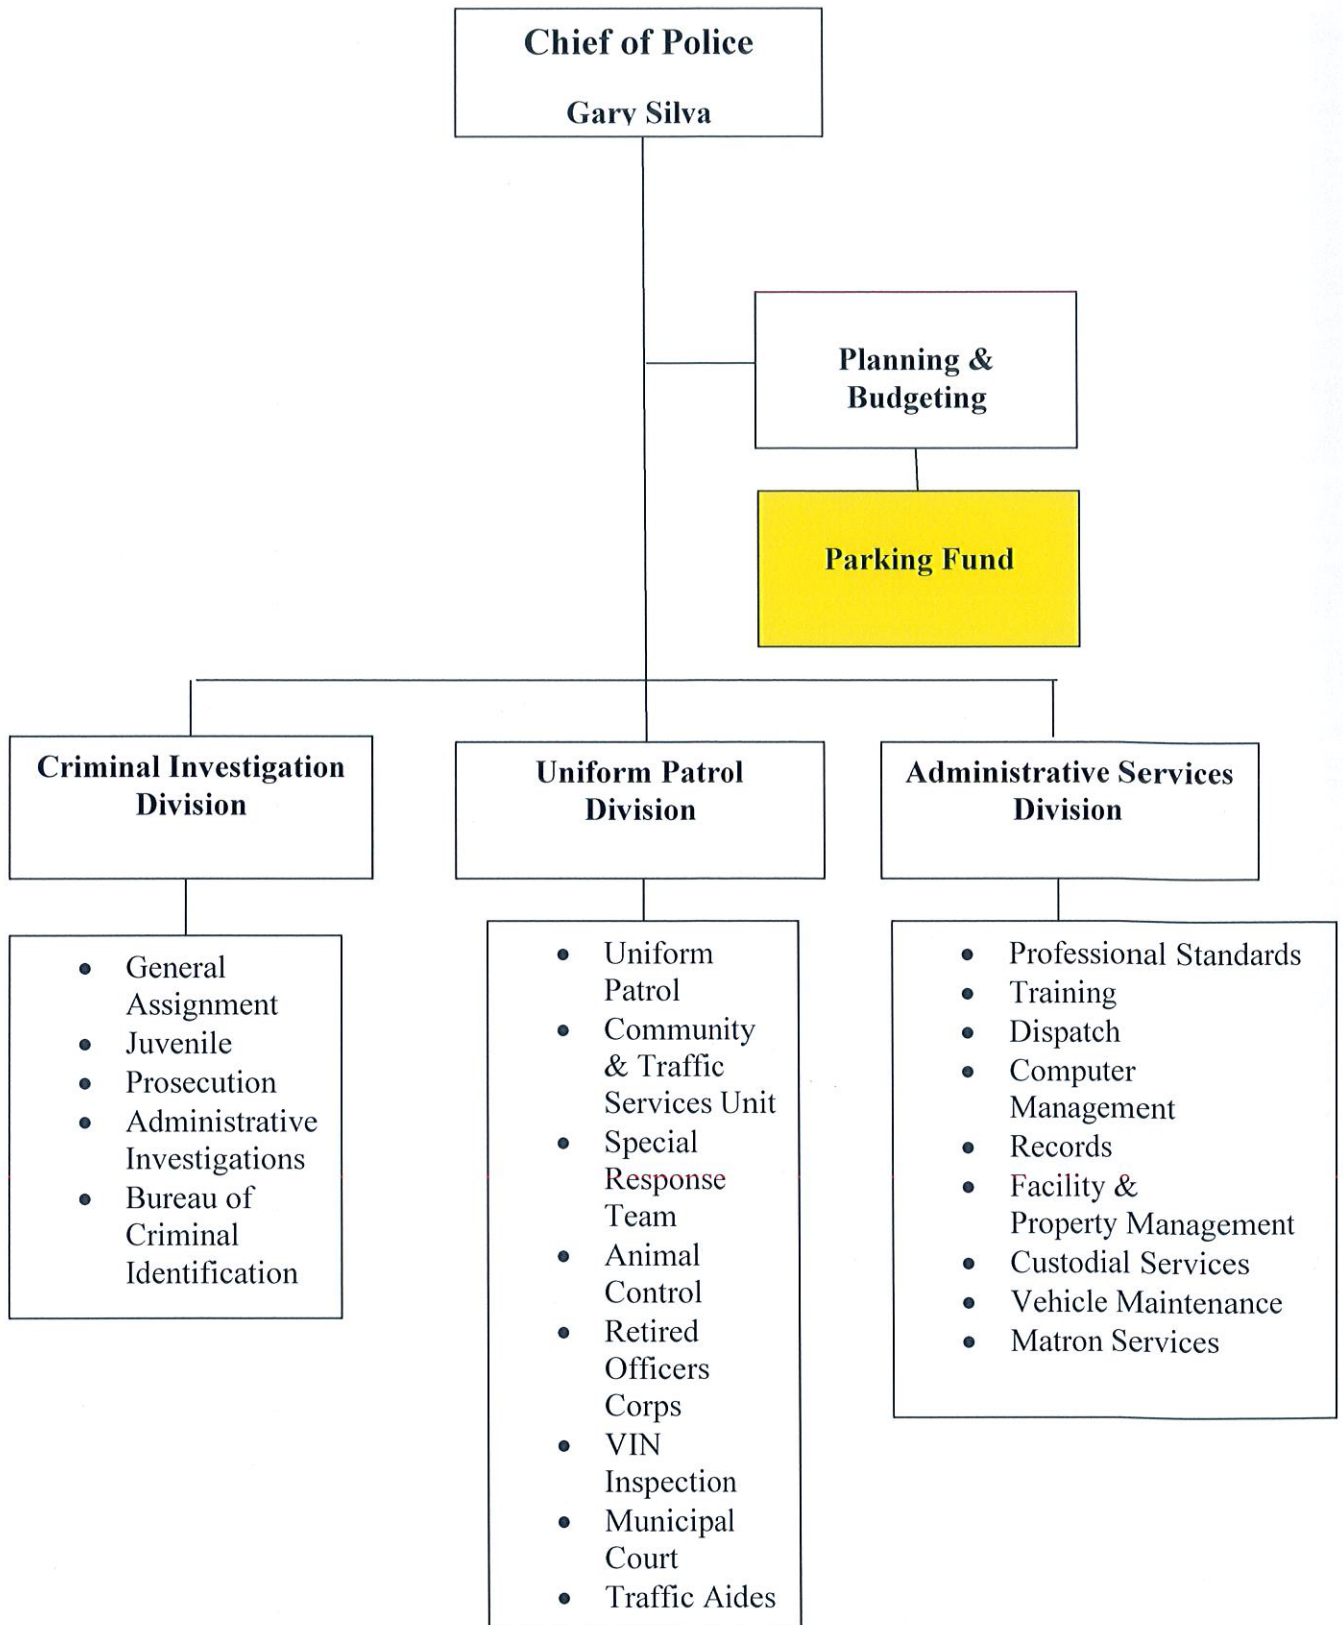 Chief of Police
Gary Silva
Planning &
Budgeting
Parking Fund
Criminal Investigation
Division
Uniform Patrol
Division
Administrative Services
Division
• General
Assignment
• Juvenile
• Prosecution
• Administrative
Investigations
• Bureau of
Criminal
Identification
• Uniform
Patrol
• Community
& Traffic
Services Unit
• Special
Response
Team
• Animal
Control
• Retired
Officers
Corps
• VIN
Inspection
• Municipal
Court
• Traffic Aides
• Professional Standards
• Training
• Dispatch
• Computer
Management
• Records
• Facility &
Property Management
• Custodial Services
• Vehicle Maintenance
• Matron Services